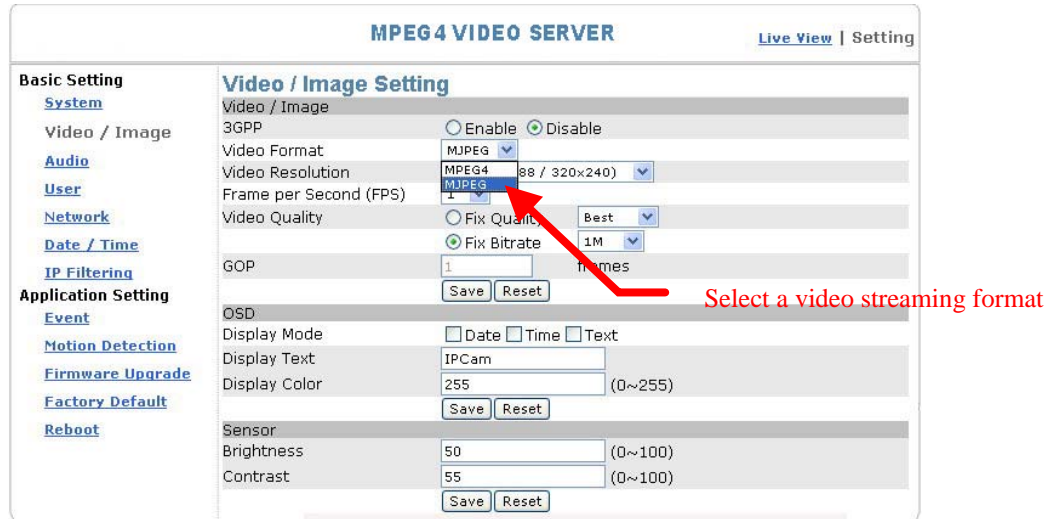 MPEG4 VIDEO SERVER
Live View | Setting
Basic Setting
System
Video / Image
Audio
User
Network
Date / Time
IP Filtering
Application Setting
Event
Motion Detection
Firmware Upgrade
Factory Default
Reboot
Video / Image Setting
Video / Image
3GPP Enable Disable
Video Format MJPEG
MPEG4
MJPEG
Video Resolution 88 / 320x240)
Frame per Second (FPS) 1
Video Quality Fix Quality Best
Fix Bitrate 1M
GOP 1 frames
Save Reset
Select a video streaming format
OSD
Display Mode Date Time Text
Display Text IPCam
Display Color 255 (0~255)
Save Reset
Sensor
Brightness 50 (0~100)
Contrast 55 (0~100)
Save Reset